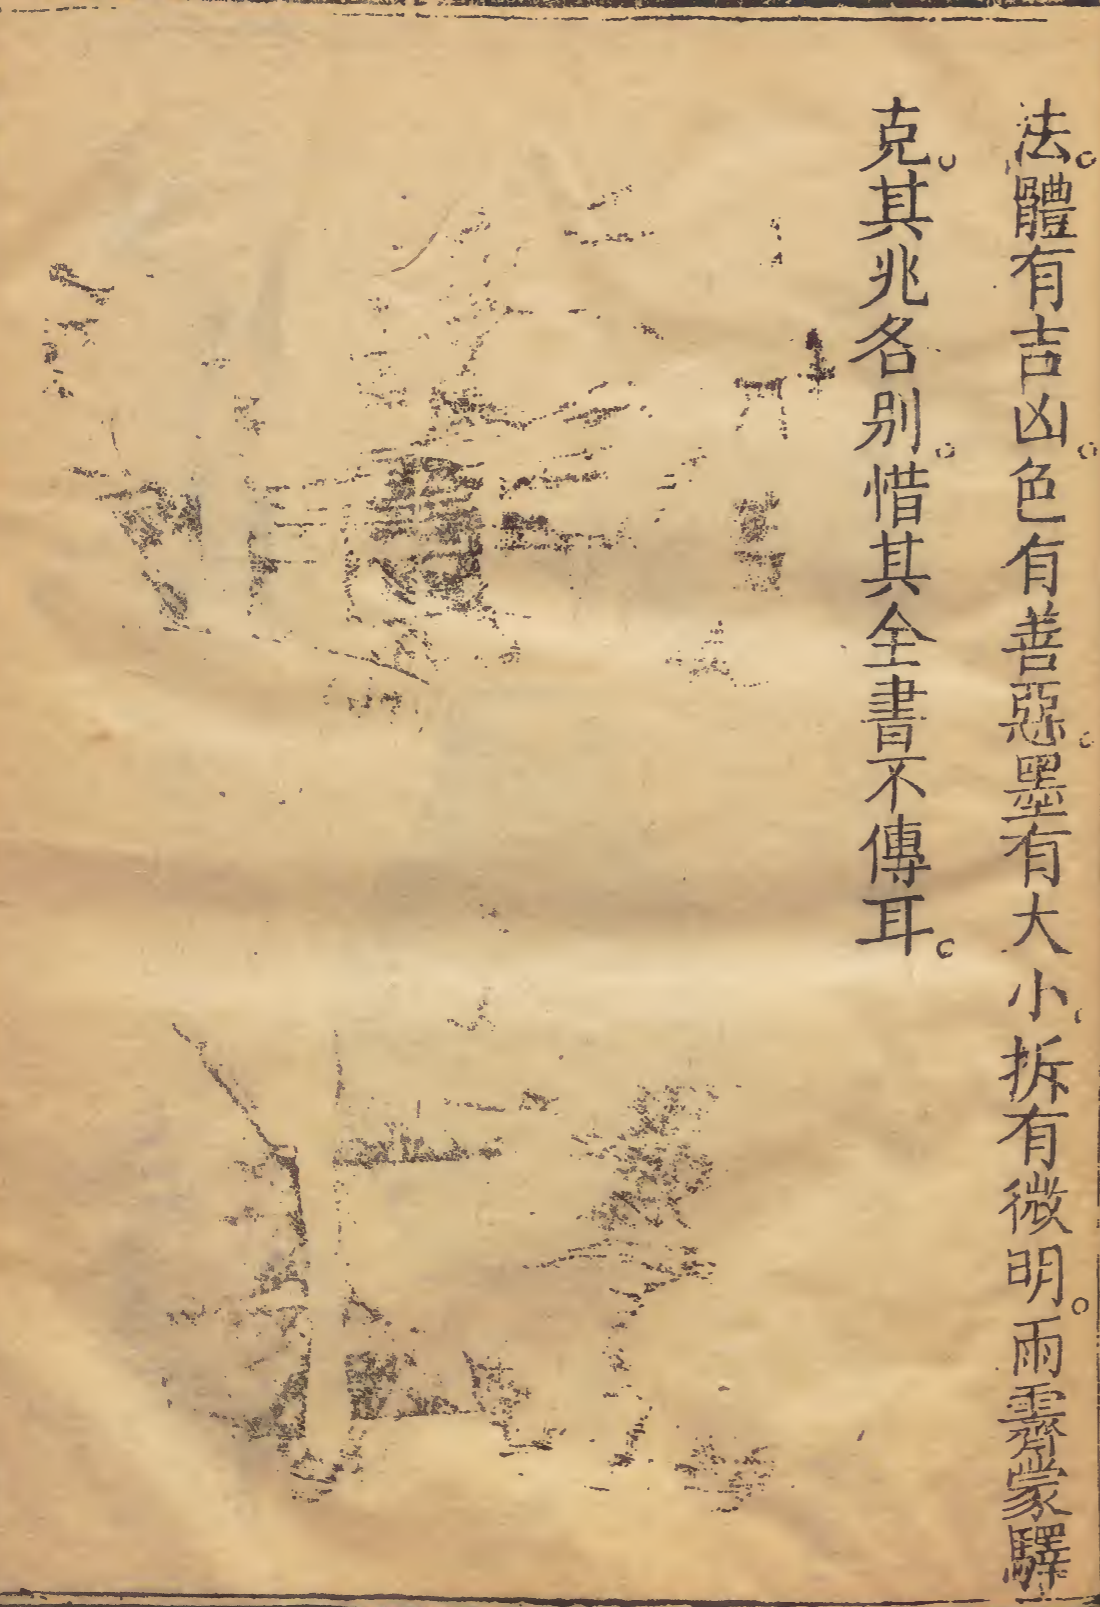 法。體有吉凶。色有善惡。墨有大小。拆有微明。雨霽蒙驛
克。其兆各別。惜其全書不傳耳。